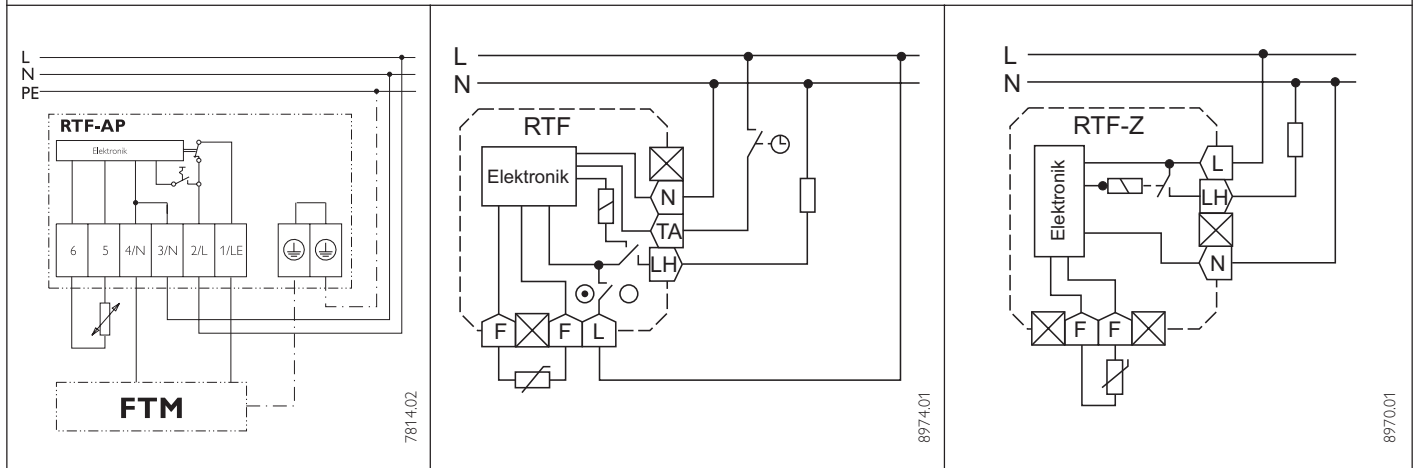 L
N
PE
RTF-AP
Elektronik
6 5 4/N 3/N 2/L 1/LE
FTM
7814.02
L
N
RTF
Elektronik
N
TA
LH
F F L
8974.01
L
N
RTF-Z
Elektronik
L
LH
N
F F
8970.01